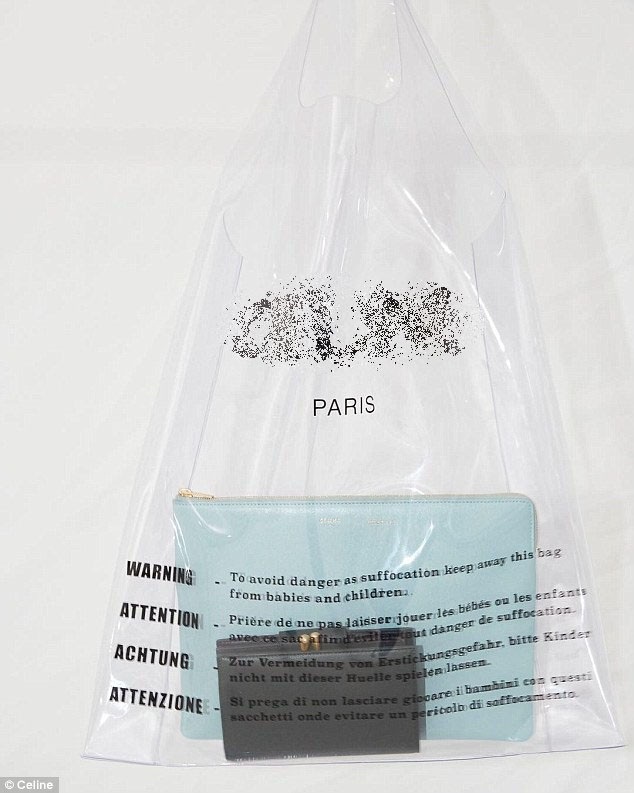 PARIS
WARNING - To avoid danger as suffocation keep away this bag
from babies and children.
ATTENTION - Prière de ne pas laisser jouer les bébés ou les enfants
avec ce sac afin d'eviter tout danger de suffocation.
ACHTUNG - Zur Vermeidung von Erstickungsgefahr, bitte Kinder
nicht mit dieser Huelle spielen lassen.
ATTENZIONE - Si prega di non lasciare giocare i bambini con questi
sacchetti onde evitare un pericolo di soffocamento.
© Celine